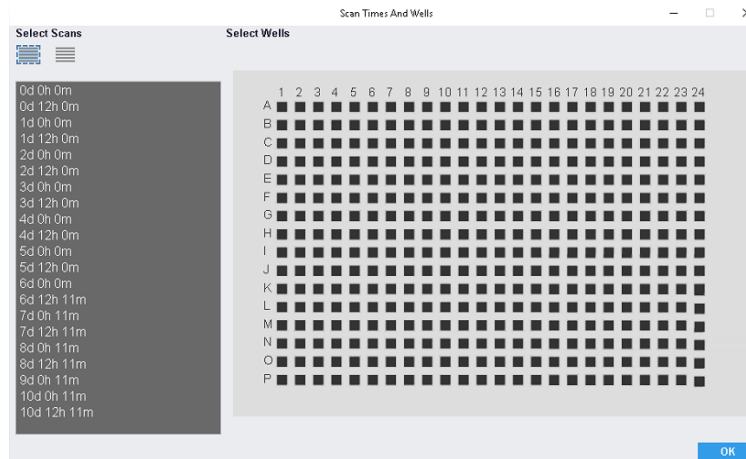 Scan Times And Wells
Select Scans
Select Wells
0d 0h 0m
0d 12h 0m
1d 0h 0m
1d 12h 0m
2d 0h 0m
2d 12h 0m
3d 0h 0m
3d 12h 0m
4d 0h 0m
4d 12h 0m
5d 0h 0m
5d 12h 0m
6d 0h 0m
6d 12h 11m
7d 0h 11m
7d 12h 11m
8d 0h 11m
8d 12h 11m
9d 0h 11m
10d 0h 11m
10d 12h 11m
1 2 3 4 5 6 7 8 9 10 11 12 13 14 15 16 17 18 19 20 21 22 23 24
A
B
C
D
E
F
G
H
I
J
K
L
M
N
O
P
OK